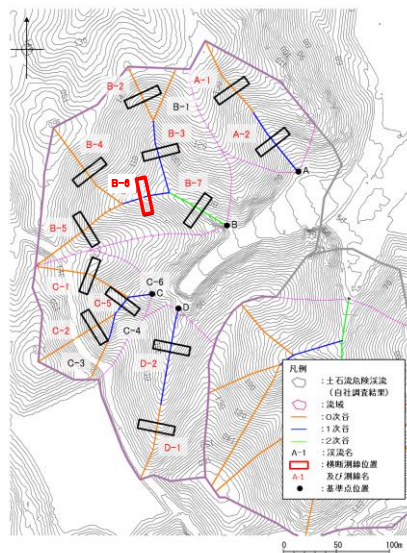 A-1
B-2
B-1
B-4
B-3
A-2
B-6
A
B-7
B
B-5
C-1
C-6
C
C-5
D
C-2
C-4
C-3
D-2
D-1
凡例
:土石流危険渓流
(自社調査結果)
:流域
:0次谷
:1次谷
:2次谷
A-1 :渓流名
:横断測線位置
A-1 及び測線名
:基準点位置
0 50 100m